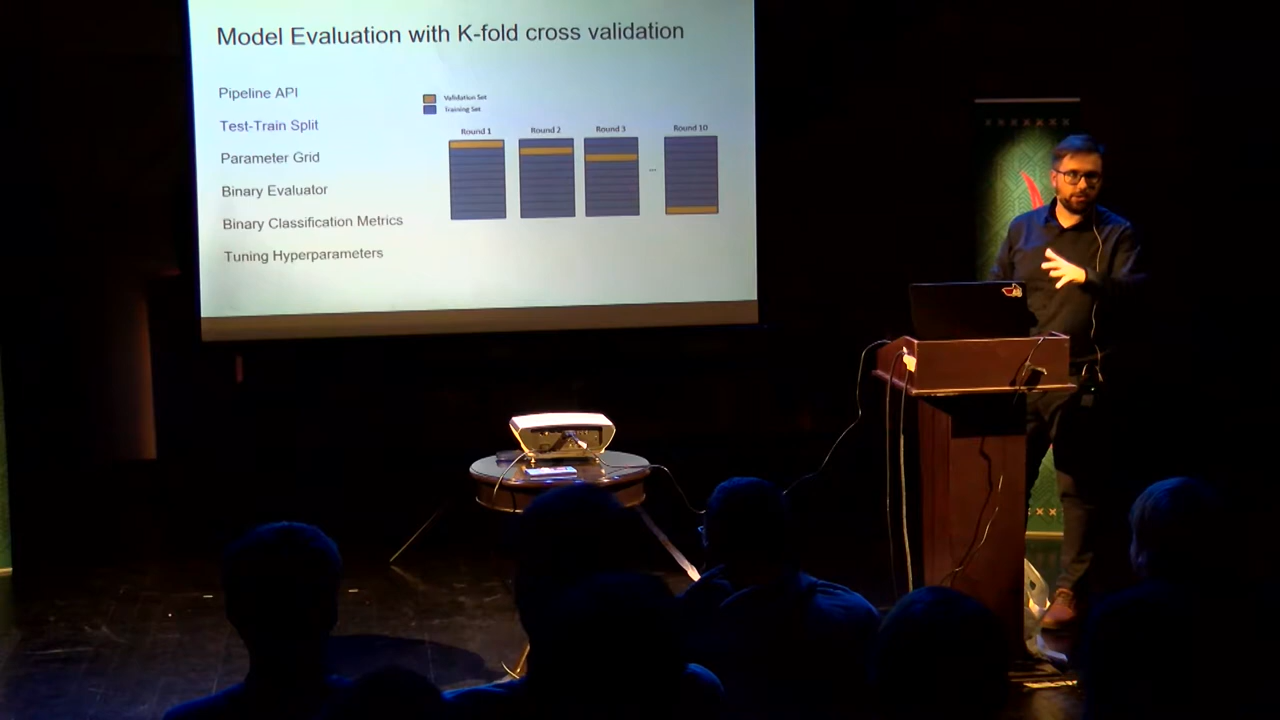 Model Evaluation with K-fold cross validation
Pipeline API
Test-Train Split
Parameter Grid
Binary Evaluator
Binary Classification Metrics
Tuning Hyperparameters
Validation Set
Training Set
Round 1
Round 2
Round 3
...
Round 10